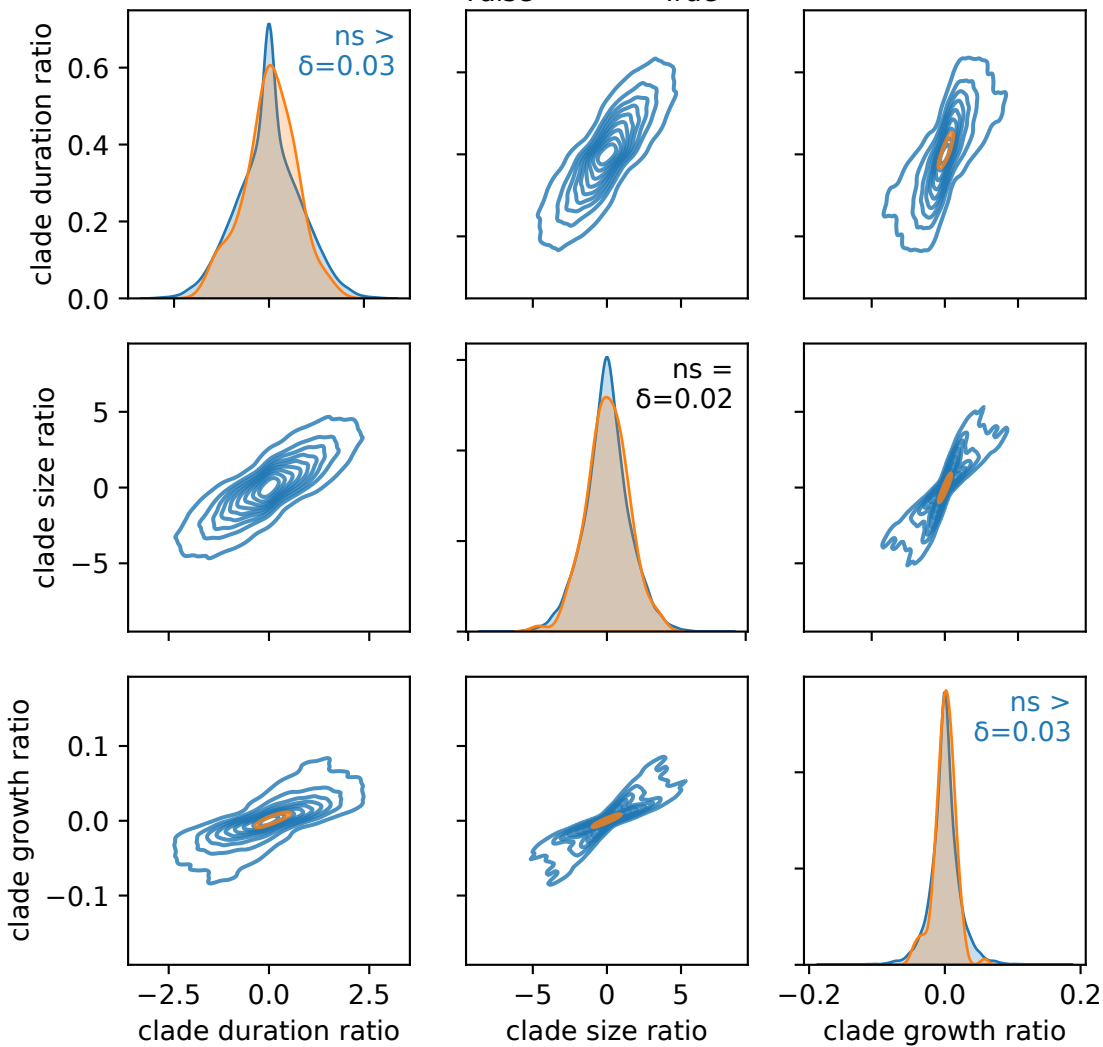 clade duration ratio
0.6
0.4
0.2
0.0
ns >
δ=0.03
clade size ratio
5
0
−5
ns =
δ=0.02
clade growth ratio
0.1
0.0
−0.1
ns >
δ=0.03
−2.5 0.0 2.5
−5 0 5
−0.2 0.0 0.2
clade duration ratio
clade size ratio
clade growth ratio